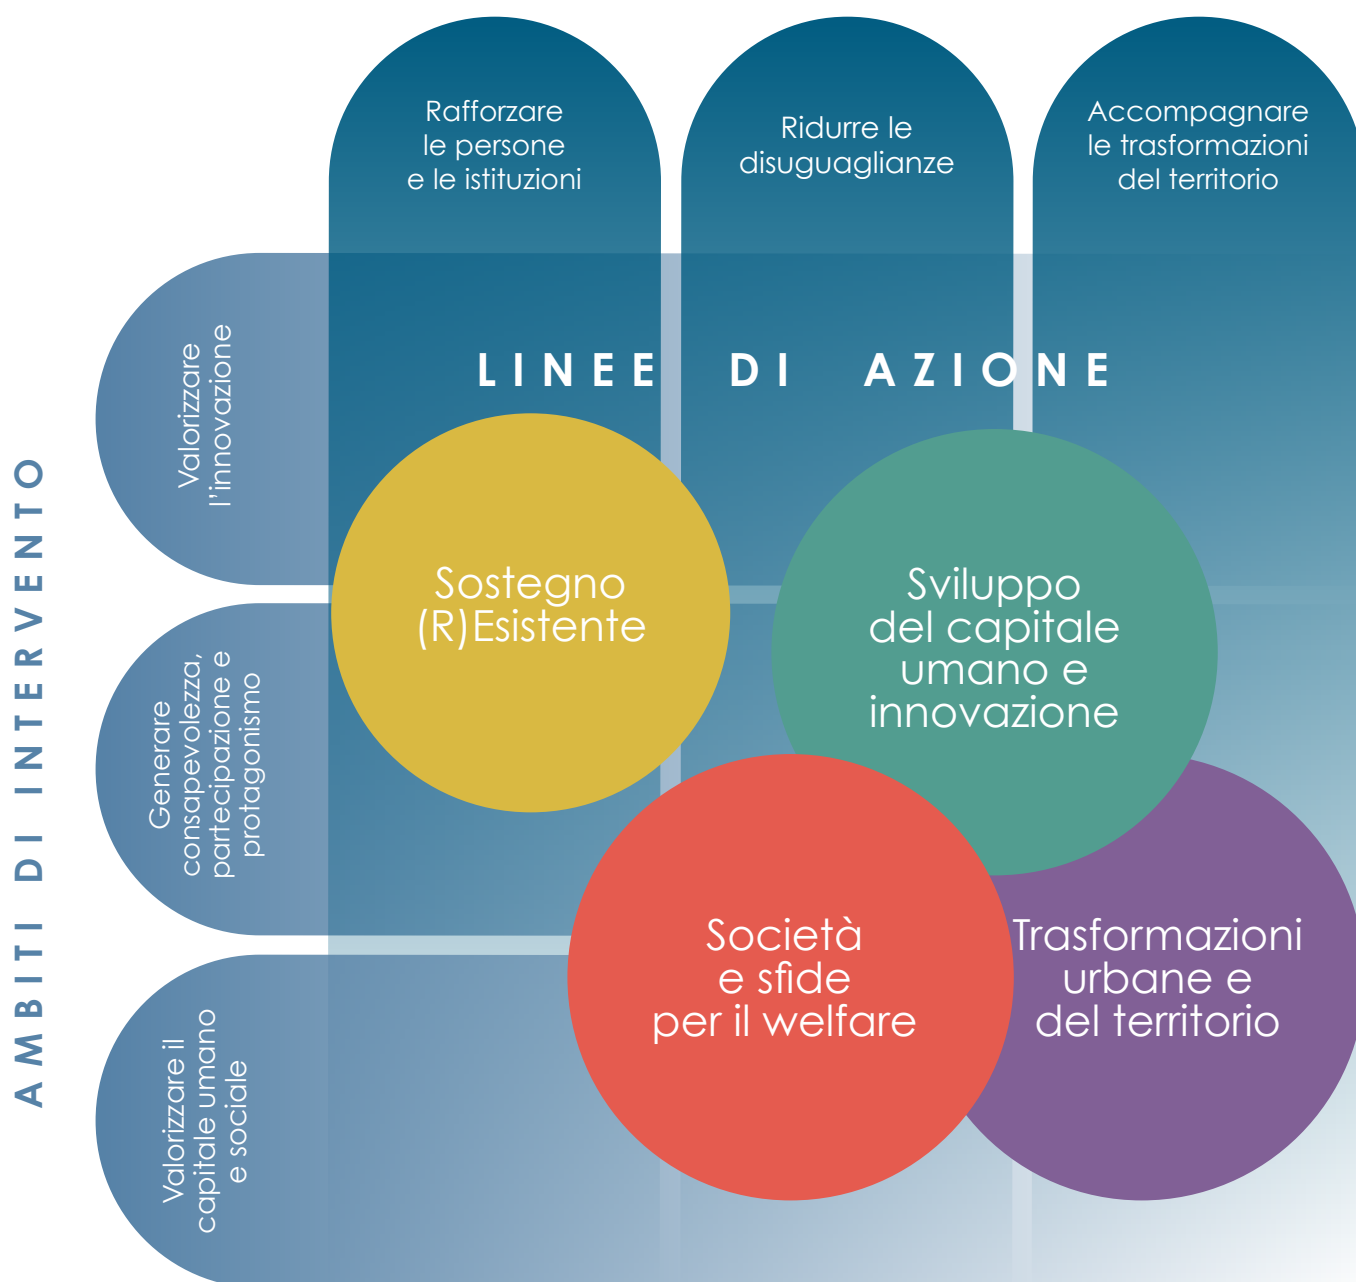 Rafforzare
le persone
e le istituzioni
Ridurre le
disuguaglianze
Accompagnare
le trasformazioni
del territorio
LINEE DI AZIONE
AMBITI DI INTERVENTO
Valorizzare
l'innovazione
Generare
consapevolezza,
partecipazione e
protagonismo
Valorizzare il
capitale umano
e sociale
Sostegno
(R)Esistente
Sviluppo
del capitale
umano e
innovazione
Società
e sfide
per il welfare
Trasformazioni
urbane e
del territorio